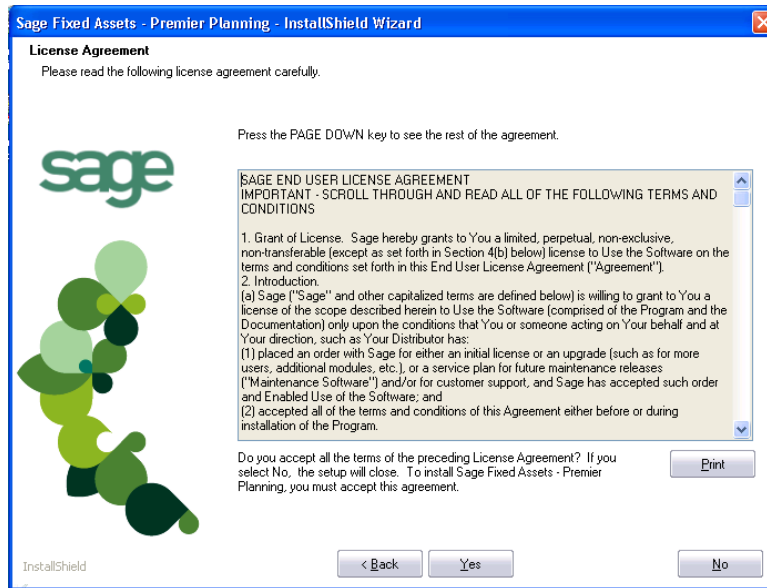 Sage Fixed Assets - Premier Planning - InstallShield Wizard
License Agreement
Please read the following license agreement carefully.
Press the PAGE DOWN key to see the rest of the agreement.
sage
SAGE END USER LICENSE AGREEMENT
IMPORTANT - SCROLL THROUGH AND READ ALL OF THE FOLLOWING TERMS AND
CONDITIONS
1. Grant of License. Sage hereby grants to You a limited, perpetual, non-exclusive,
non-transferable (except as set forth in Section 4(b) below) license to Use the Software on the
terms and conditions set forth in this End User License Agreement ("Agreement").
2. Introduction.
(a) Sage ("Sage" and other capitalized terms are defined below) is willing to grant to You a
license of the scope described herein to Use the Software (comprised of the Program and the
Documentation) only upon the conditions that You or someone acting on Your behalf and at
Your direction, such as Your Distributor has:
(1) placed an order with Sage for either an initial license or an upgrade (such as for more
users, additional modules, etc.), or a service plan for future maintenance releases
("Maintenance Software") and/or for customer support, and Sage has accepted such order
and Enabled Use of the Software; and
(2) accepted all of the terms and conditions of this Agreement either before or during
installation of the Program.
Do you accept all the terms of the preceding License Agreement? If you
select No, the setup will close. To install Sage Fixed Assets - Premier
Planning, you must accept this agreement.
Print
InstallShield
< Back
Yes
No